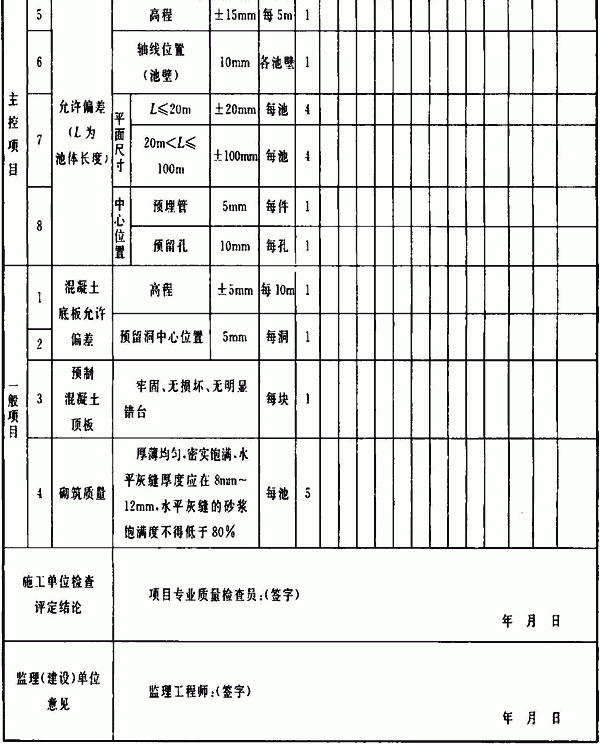 5 高程 ±15mm 每5m 1
6 轴线位置(池壁) 10mm 各池壁 1
主控项目 允许偏差(L 为池体长度)
7 平面尺寸 L≤20m ±20mm 每池 4
20m<L≤100m ±100mm 每池 4
8 中心位置 预埋管 5mm 每件 1
预留孔 10mm 每孔 1
一般项目
1 混凝土底板允许偏差 高程 ±5mm 每10m 1
2 预留洞中心位置 5mm 每洞 1
3 预制混凝土顶板 牢固、无损坏、无明显错台 每块 1
4 砌筑质量 厚薄均匀,密实饱满,水平灰缝厚度应在8mm~12mm,水平灰缝的砂浆饱满度不得低于80% 每池 5
施工单位检查评定结论 项目专业质量检查员:(签字)
年 月 日
监理(建设)单位意见 监理工程师:(签字)
年 月 日